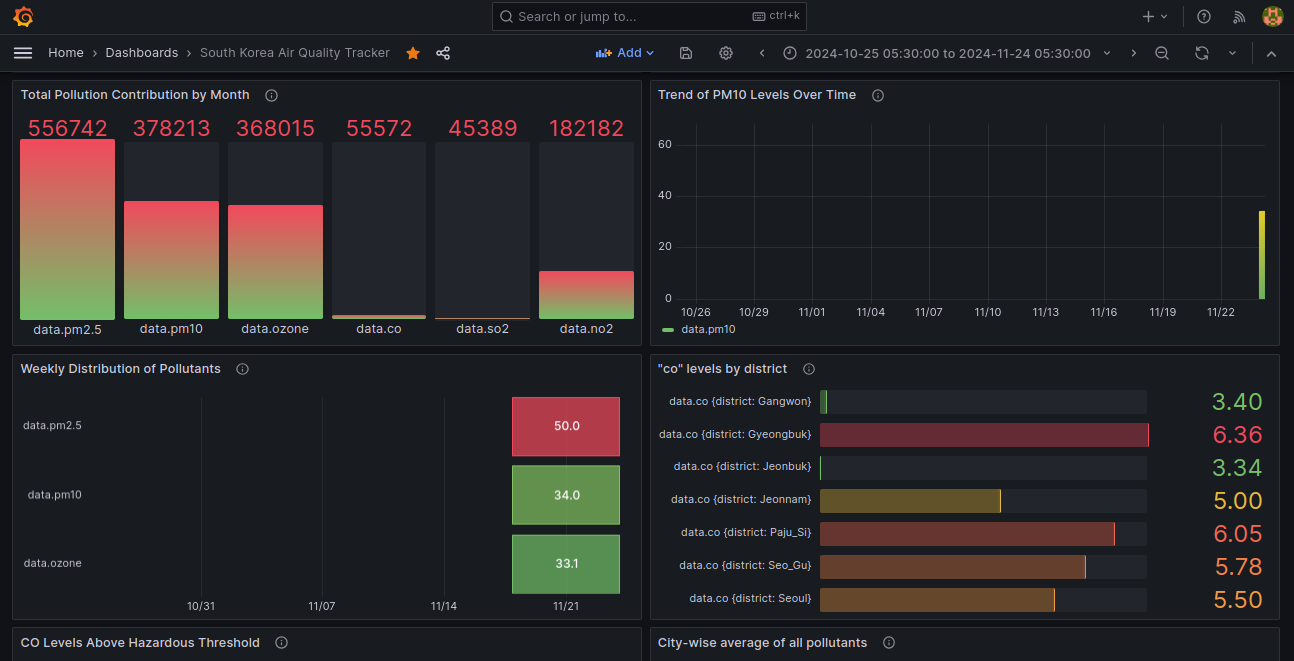 Search or jump to...
ctrl+k
Home
Dashboards
South Korea Air Quality Tracker
Add
2024-10-25 05:30:00 to 2024-11-24 05:30:00
Total Pollution Contribution by Month
556742 378213 368015 55572 45389 182182
data.pm2.5 data.pm10 data.ozone data.co data.so2 data.no2
Trend of PM10 Levels Over Time
60
40
20
0
10/26 10/29 11/01 11/04 11/07 11/10 11/13 11/16 11/19 11/22
data.pm10
Weekly Distribution of Pollutants
data.pm2.5 50.0
data.pm10 34.0
data.ozone 33.1
10/31 11/07 11/14 11/21
"co" levels by district
data.co {district: Gangwon} 3.40
data.co {district: Gyeongbuk} 6.36
data.co {district: Jeonbuk} 3.34
data.co {district: Jeonnam} 5.00
data.co {district: Paju_Si} 6.05
data.co {district: Seo_Gu} 5.78
data.co {district: Seoul} 5.50
CO Levels Above Hazardous Threshold
City-wise average of all pollutants